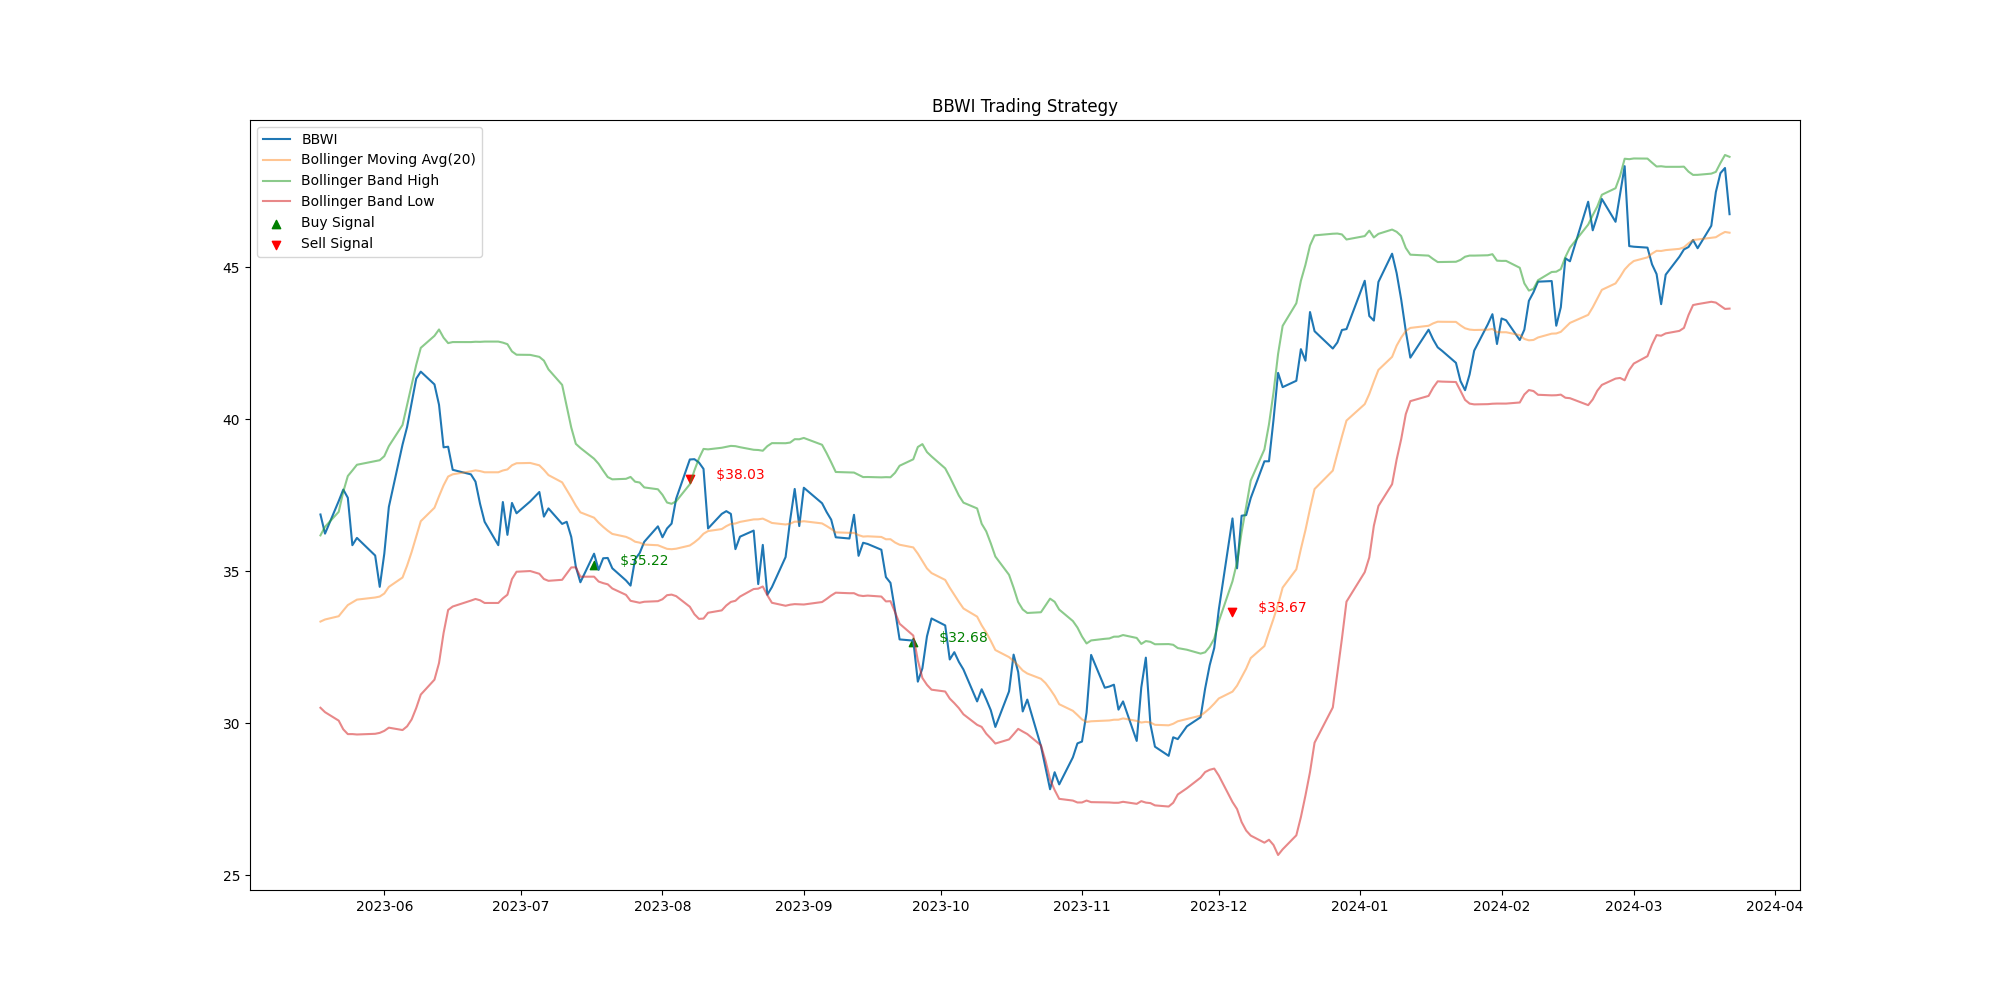 BBWI Trading Strategy
BBWI
Bollinger Moving Avg(20)
Bollinger Band High
Bollinger Band Low
Buy Signal
Sell Signal
45
40
35
30
25
$38.03
$35.22
$33.67
$32.68
2023-06 2023-07 2023-08 2023-09 2023-10 2023-11 2023-12 2024-01 2024-02 2024-03 2024-04